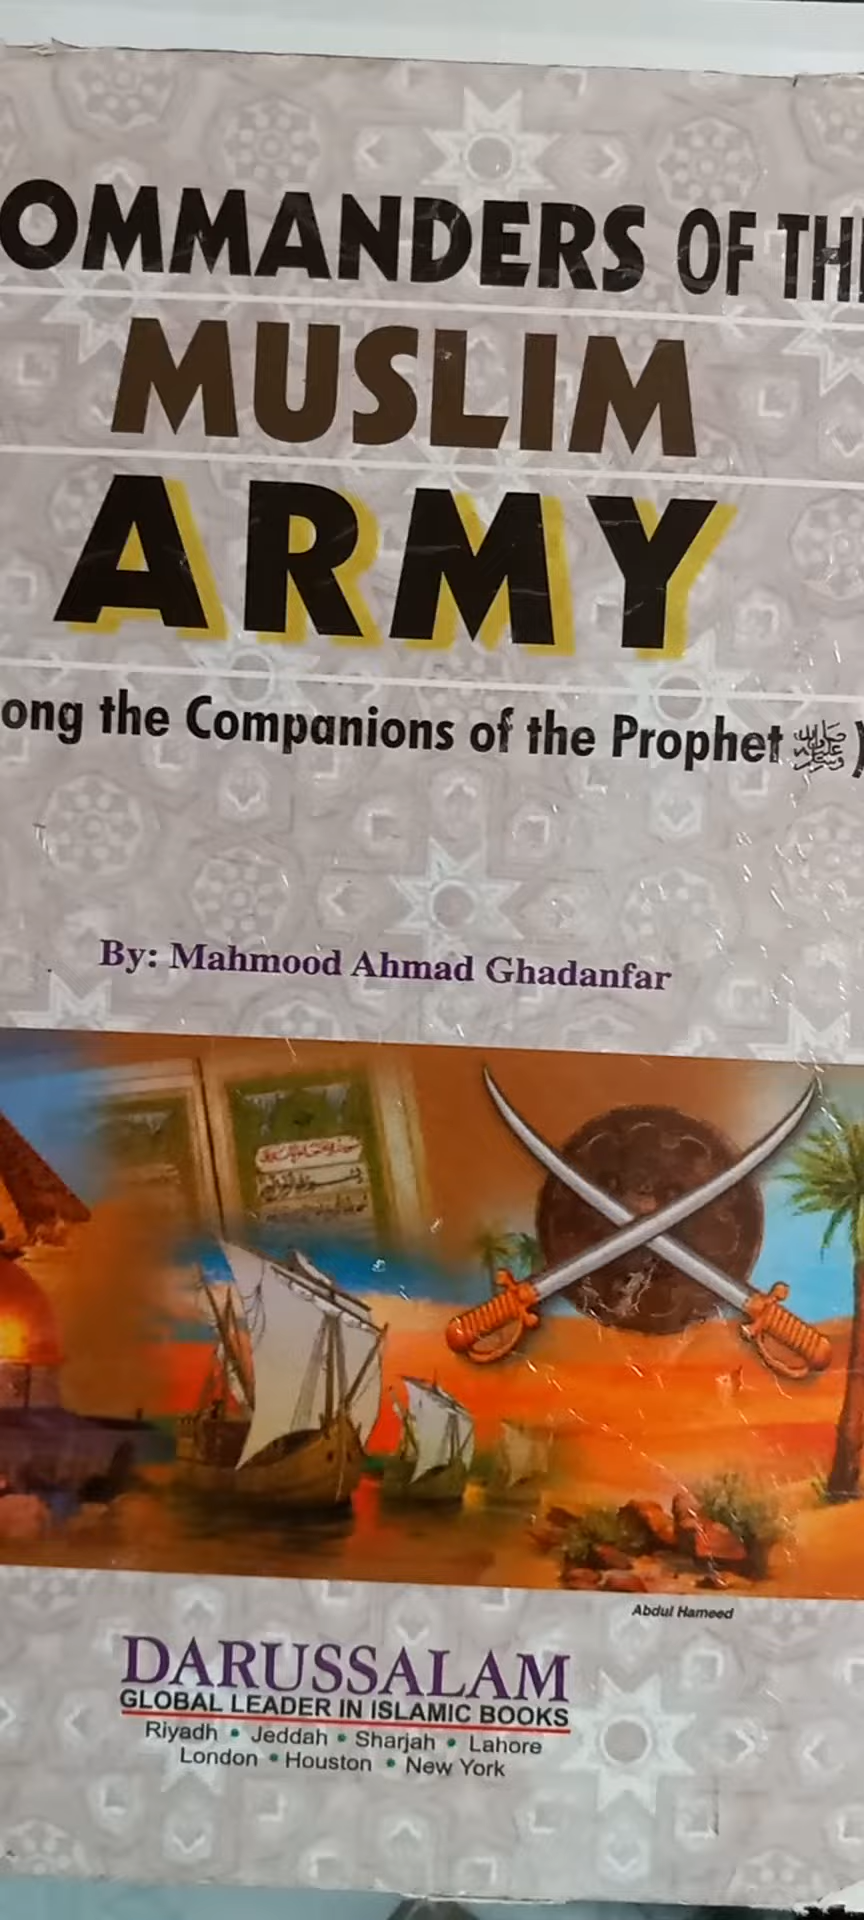 OMMANDERS OF TH
MUSLIM
ARMY
ong the Companions of the Prophet ﷺ)
By: Mahmood Ahmad Ghadanfar
Abdul Hameed
DARUSSALAM
GLOBAL LEADER IN ISLAMIC BOOKS
Riyadh • Jeddah • Sharjah • Lahore
London • Houston • New York